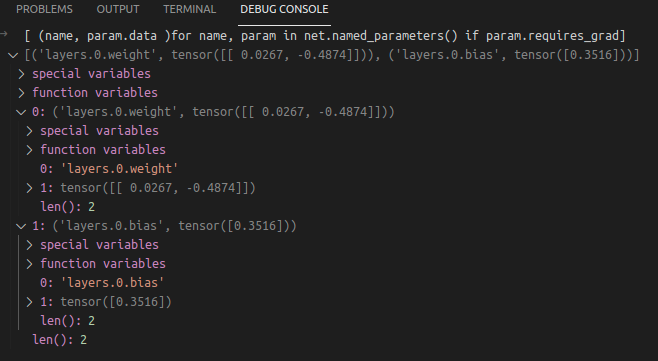 PROBLEMS OUTPUT TERMINAL DEBUG CONSOLE
[ (name, param.data )for name, param in net.named_parameters() if param.requires_grad]
[('layers.0.weight', tensor([[ 0.0267, -0.4874]])), ('layers.0.bias', tensor([0.3516]))]
special variables
function variables
0: ('layers.0.weight', tensor([[ 0.0267, -0.4874]]))
special variables
function variables
0: 'layers.0.weight'
1: tensor([[ 0.0267, -0.4874]])
len(): 2
1: ('layers.0.bias', tensor([0.3516]))
special variables
function variables
0: 'layers.0.bias'
1: tensor([0.3516])
len(): 2
len(): 2